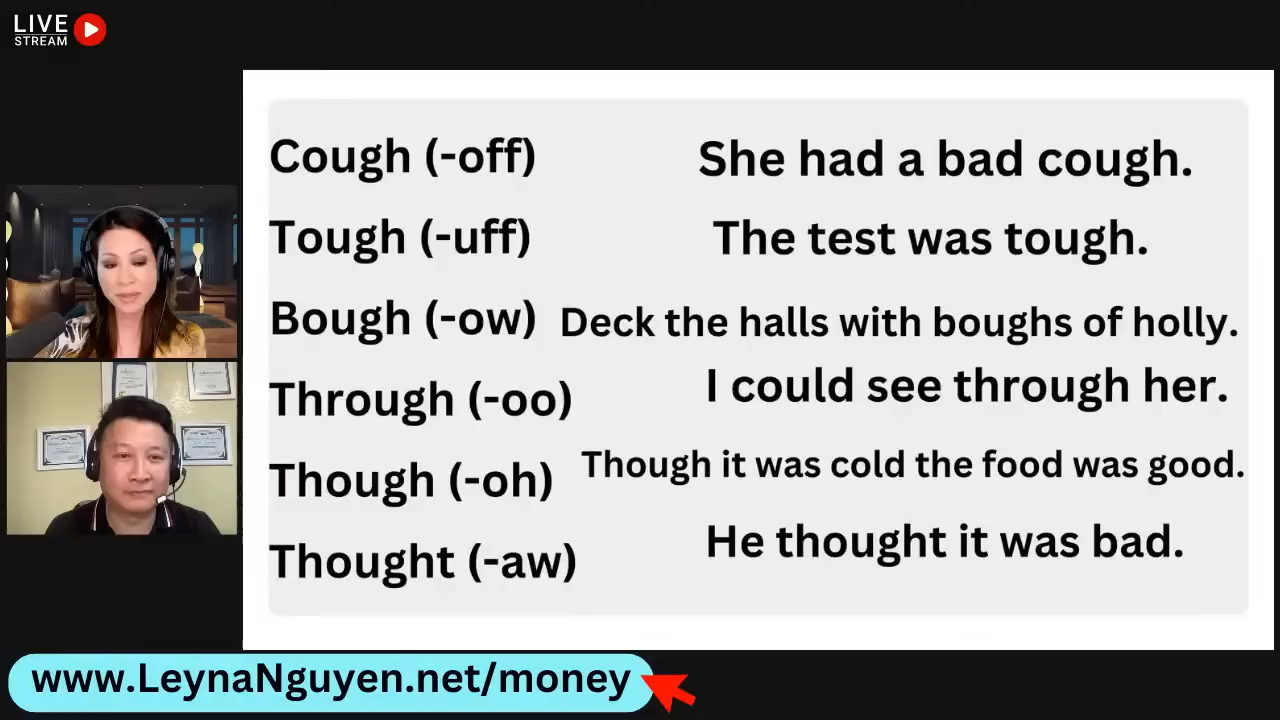 LIVE
STREAM
Cough (-off)
She had a bad cough.
Tough (-uff)
The test was tough.
Bough (-ow)
Deck the halls with boughs of holly.
Through (-oo)
I could see through her.
Though (-oh)
Though it was cold the food was good.
Thought (-aw)
He thought it was bad.
www.LeynaNguyen.net/money